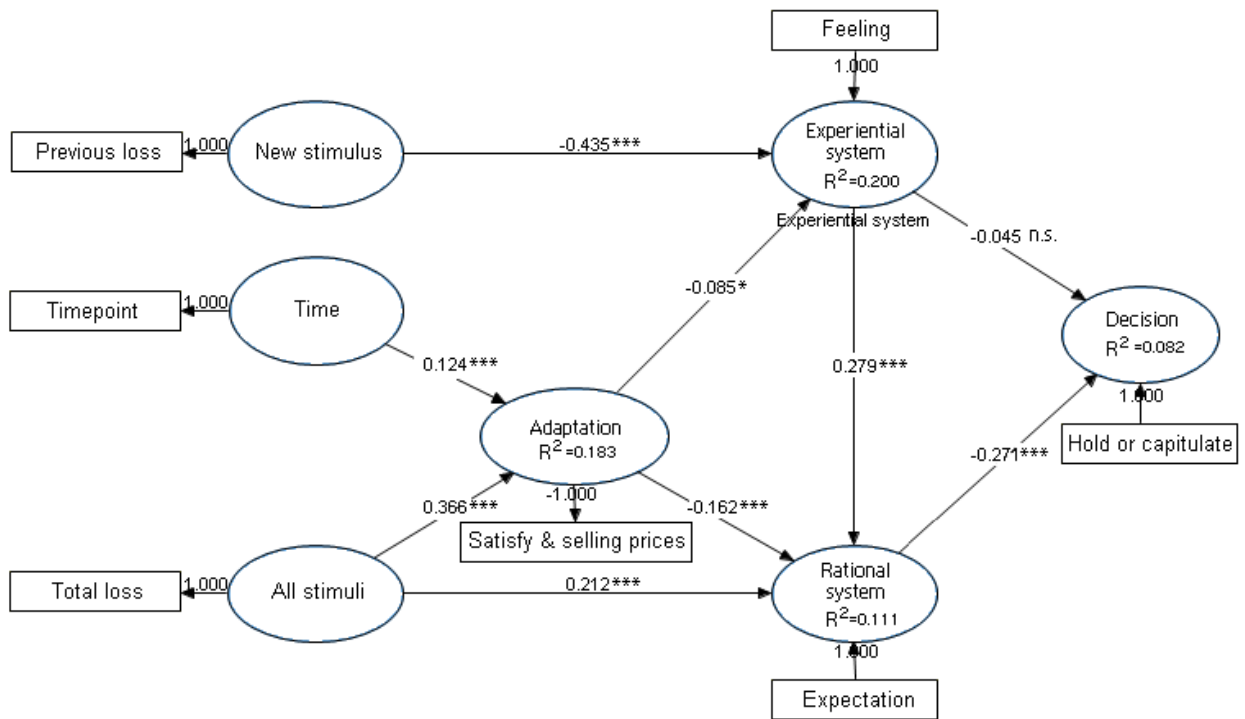 Feeling
1.000
Previous loss
1.000
New stimulus
-0.435***
Experiential
system
R²=0.200
Experiential system
-0.045 n.s.
Timepoint
1.000
Time
-0.085*
Decision
R²=0.082
0.124***
0.279***
1.000
Hold or capitulate
Adaptation
R²=0.183
-0.271***
-1.000
0.366***
-0.162***
Satisfy & selling prices
Total loss
1.000
All stimuli
0.212***
Rational
system
R²=0.111
1.000
Expectation